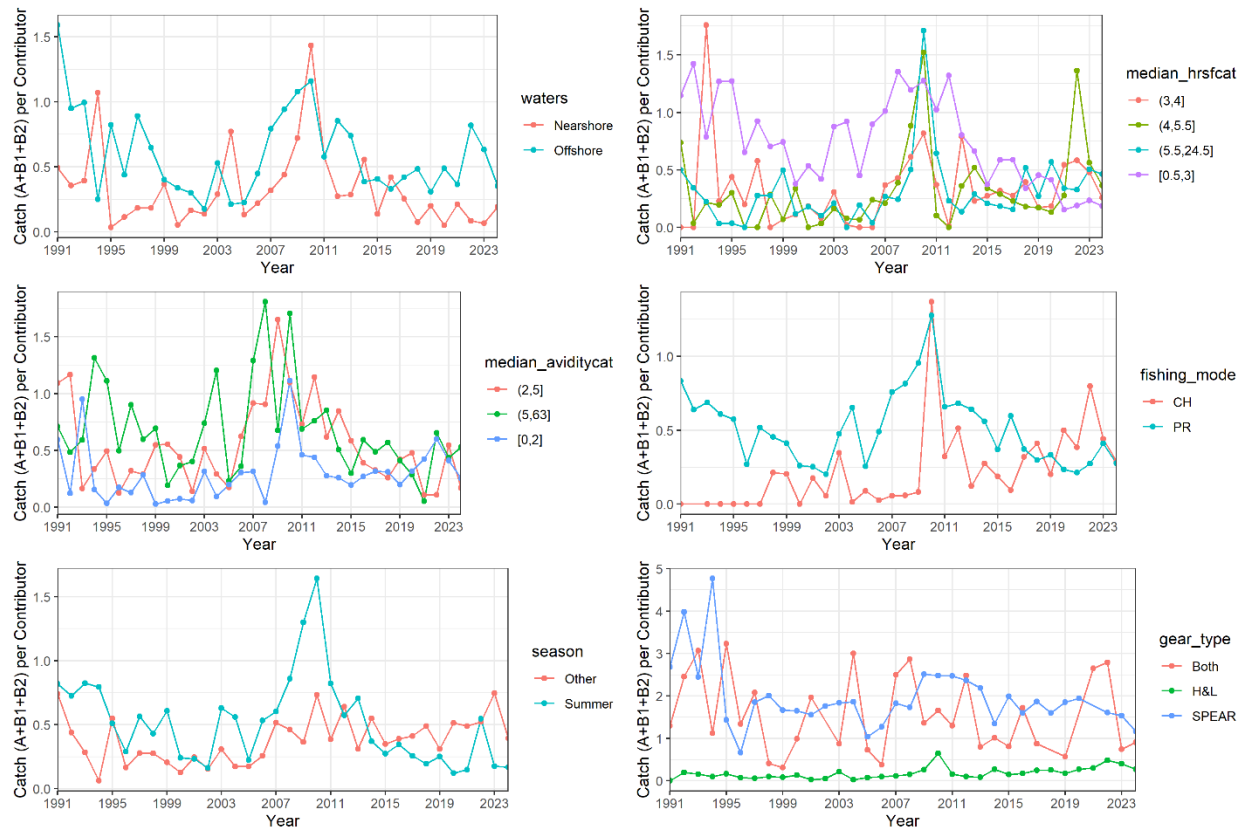 Catch (A+B1+B2) per Contributor
1.5
1.0
0.5
0.0
1991 1995 1999 2003 2007 2011 2015 2019 2023
Year
waters
Nearshore
Offshore
Catch (A+B1+B2) per Contributor
1.5
1.0
0.5
0.0
1991 1995 1999 2003 2007 2011 2015 2019 2023
Year
median_hrsfcat
(3,4]
(4,5.5]
(5.5,24.5]
[0.5,3]
Catch (A+B1+B2) per Contributor
1.5
1.0
0.5
0.0
1991 1995 1999 2003 2007 2011 2015 2019 2023
Year
median_aviditycat
(2,5]
(5,63]
[0,2]
Catch (A+B1+B2) per Contributor
1.0
0.5
0.0
1991 1995 1999 2003 2007 2011 2015 2019 2023
Year
fishing_mode
CH
PR
Catch (A+B1+B2) per Contributor
1.5
1.0
0.5
0.0
1991 1995 1999 2003 2007 2011 2015 2019 2023
Year
season
Other
Summer
Catch (A+B1+B2) per Contributor
5
4
3
2
1
0
1991 1995 1999 2003 2007 2011 2015 2019 2023
Year
gear_type
Both
H&L
SPEAR